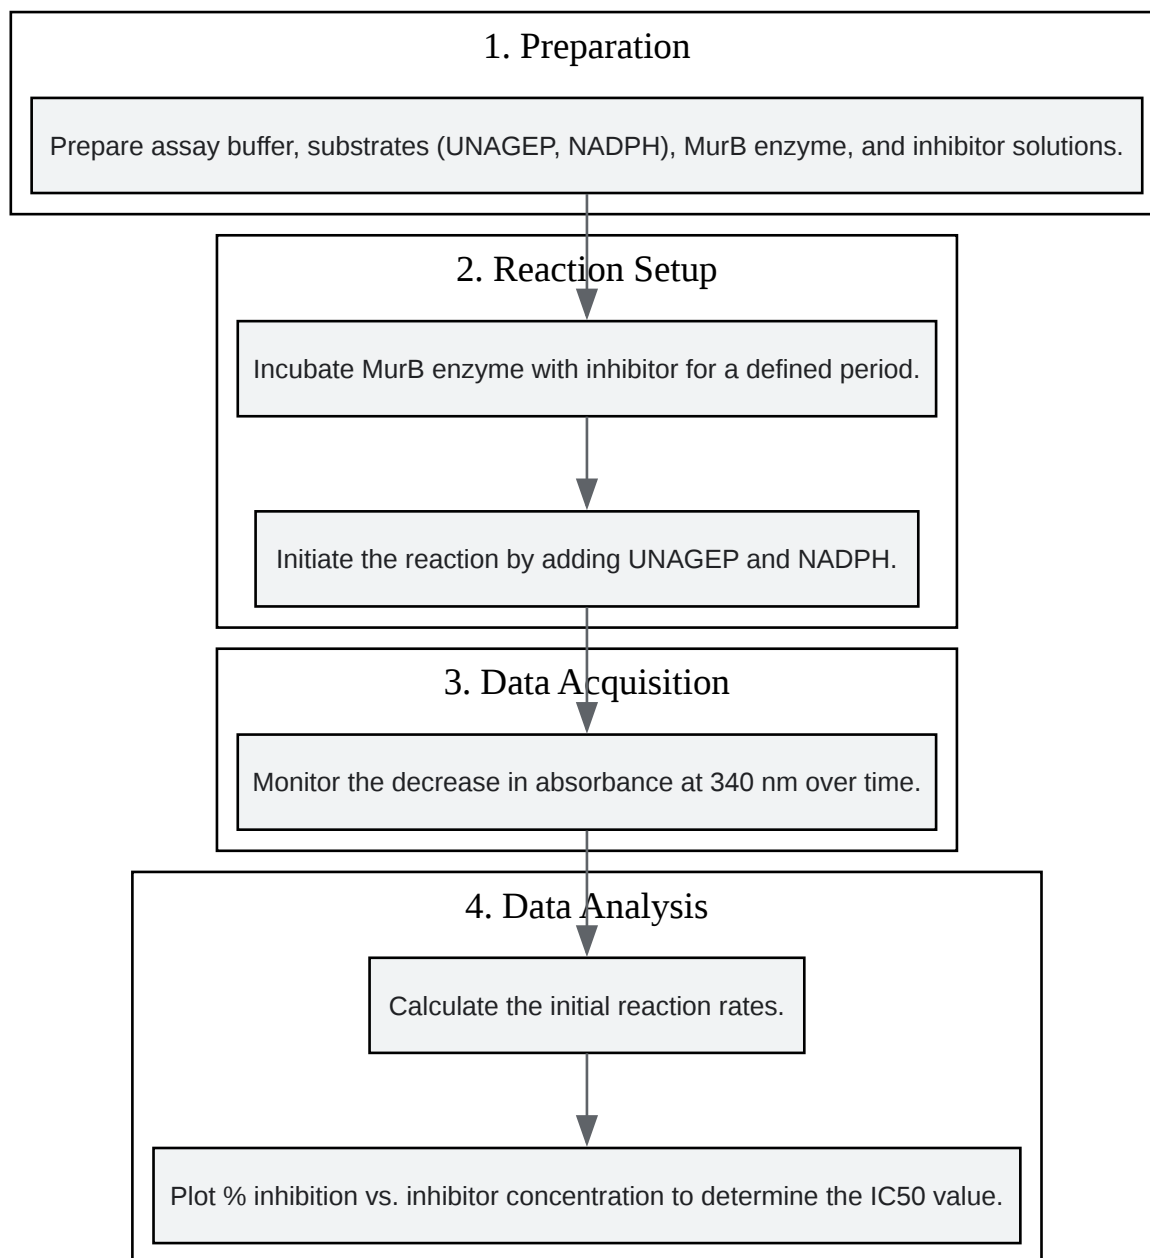 1. Preparation
Prepare assay buffer, substrates (UNAGEP, NADPH), MurB enzyme, and inhibitor solutions.
2. Reaction Setup
Incubate MurB enzyme with inhibitor for a defined period.
Initiate the reaction by adding UNAGEP and NADPH.
3. Data Acquisition
Monitor the decrease in absorbance at 340 nm over time.
4. Data Analysis
Calculate the initial reaction rates.
Plot % inhibition vs. inhibitor concentration to determine the IC50 value.